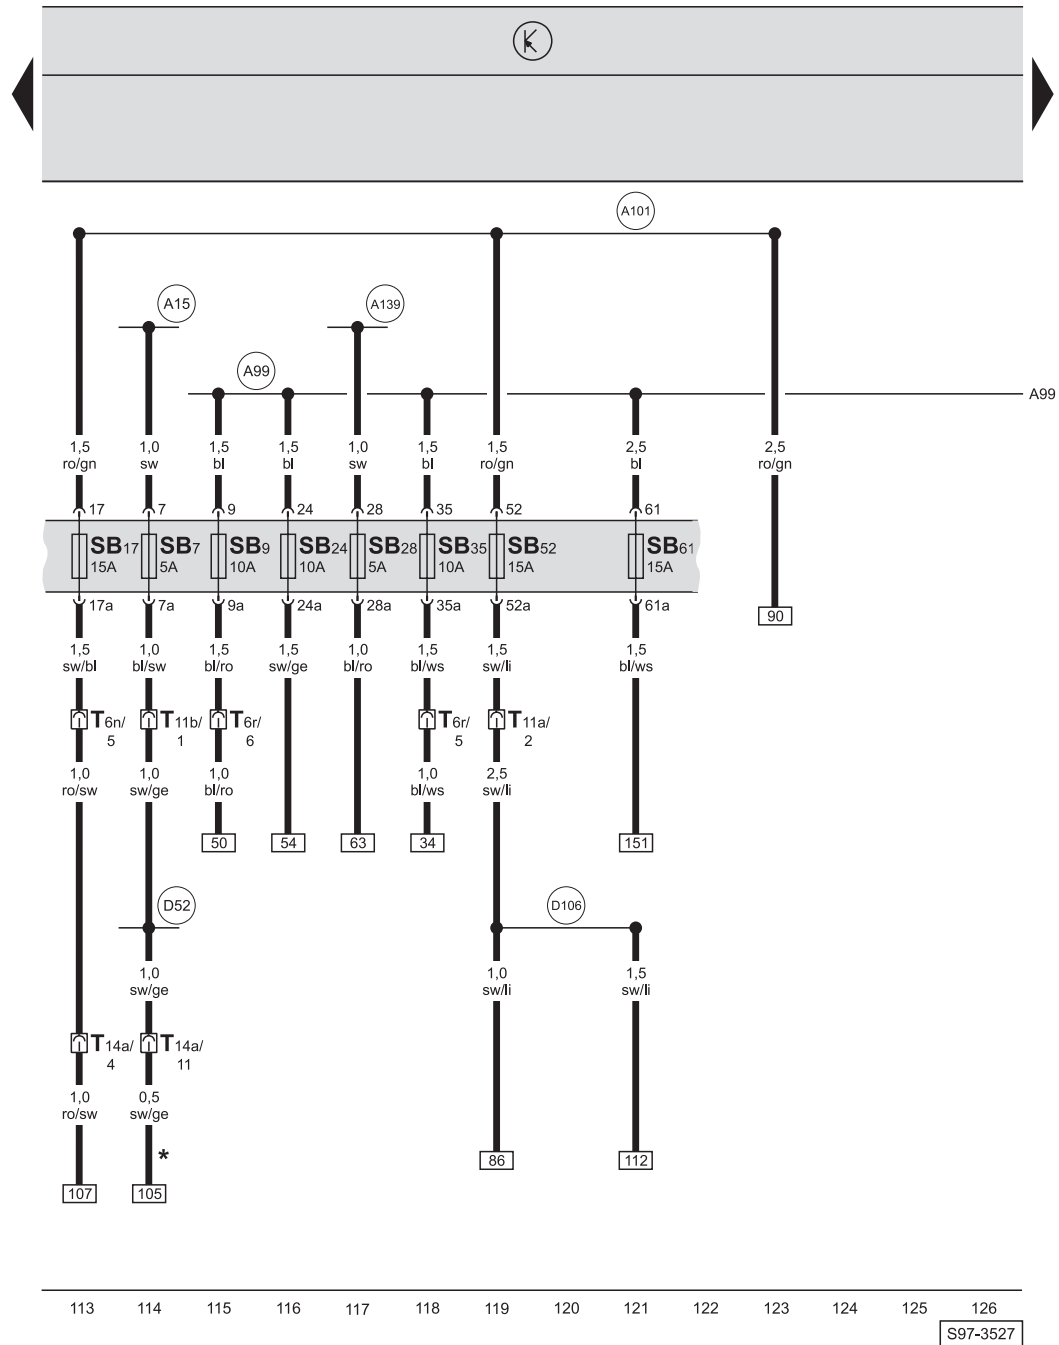 A101
A15
A139
A99
A99
1,5 1,0 1,5 1,5 1,0 1,5 1,5 2,5 2,5
ro/gn sw bl bl sw bl ro/gn bl ro/gn
17 7 9 24 28 35 52 61
SB17 SB7 SB9 SB24 SB28 SB35 SB52 SB61
15A 5A 10A 10A 5A 10A 15A 15A
17a 7a 9a 24a 28a 35a 52a 61a
90
1,5 1,0 1,5 1,5 1,0 1,5 1,5 1,5
sw/bl bl/sw bl/ro sw/ge bl/ro bl/ws sw/li bl/ws
T6n/ T11b/ T6r/ T6r/ T11a/
5 1 6 5 2
1,0 1,0 1,0 1,0 2,5
ro/sw sw/ge bl/ro bl/ws sw/li
50 54 63 34 151
D52 D106
1,0 1,0 1,5
sw/ge sw/li sw/li
T14a/ T14a/
4 11
1,0 0,5
ro/sw sw/ge
*
86 112
107 105
113 114 115 116 117 118 119 120 121 122 123 124 125 126
S97-3527